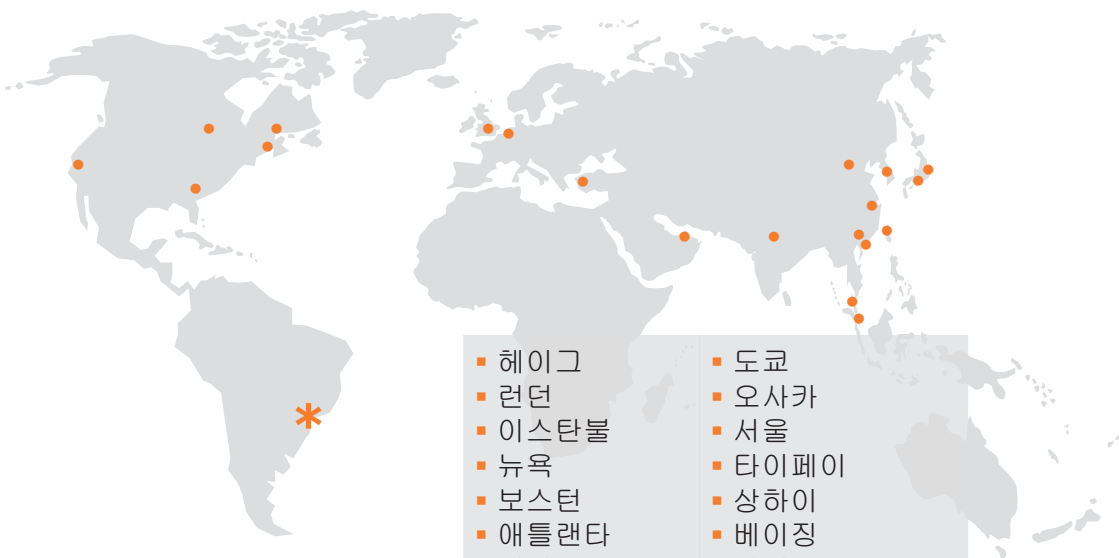 헤이그
런던
이스탄불
뉴욕
보스턴
애틀랜타
도쿄
오사카
서울
타이페이
상하이
베이징